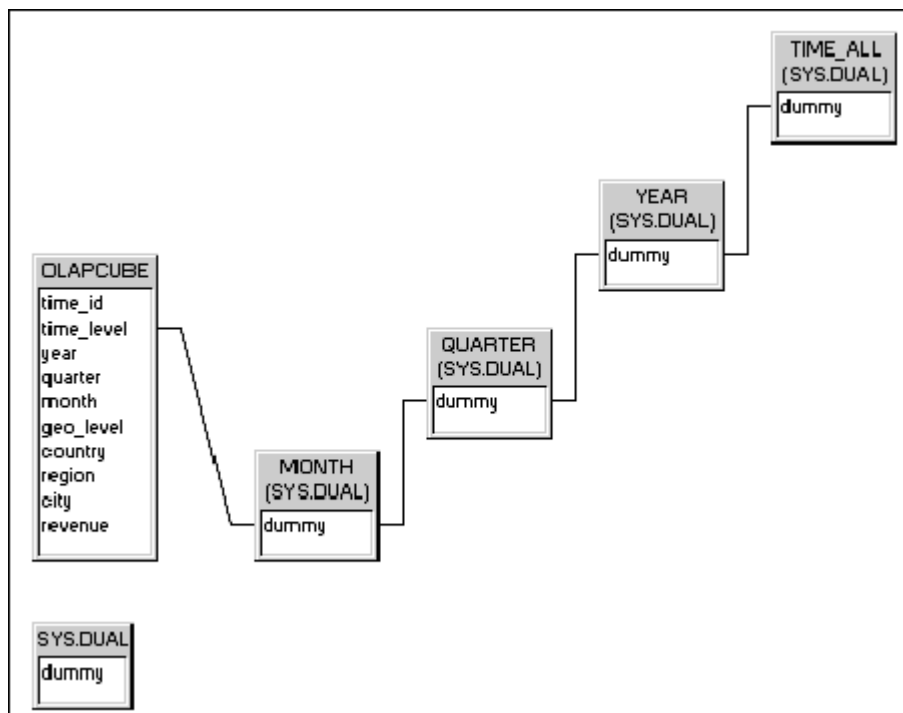 TIME_ALL
(SYS.DUAL)
dummy
YEAR
(SYS.DUAL)
dummy
OLAPCUBE
time_id
time_level
year
quarter
month
geo_level
country
region
city
revenue
QUARTER
(SYS.DUAL)
dummy
MONTH
(SYS.DUAL)
dummy
SYS.DUAL
dummy